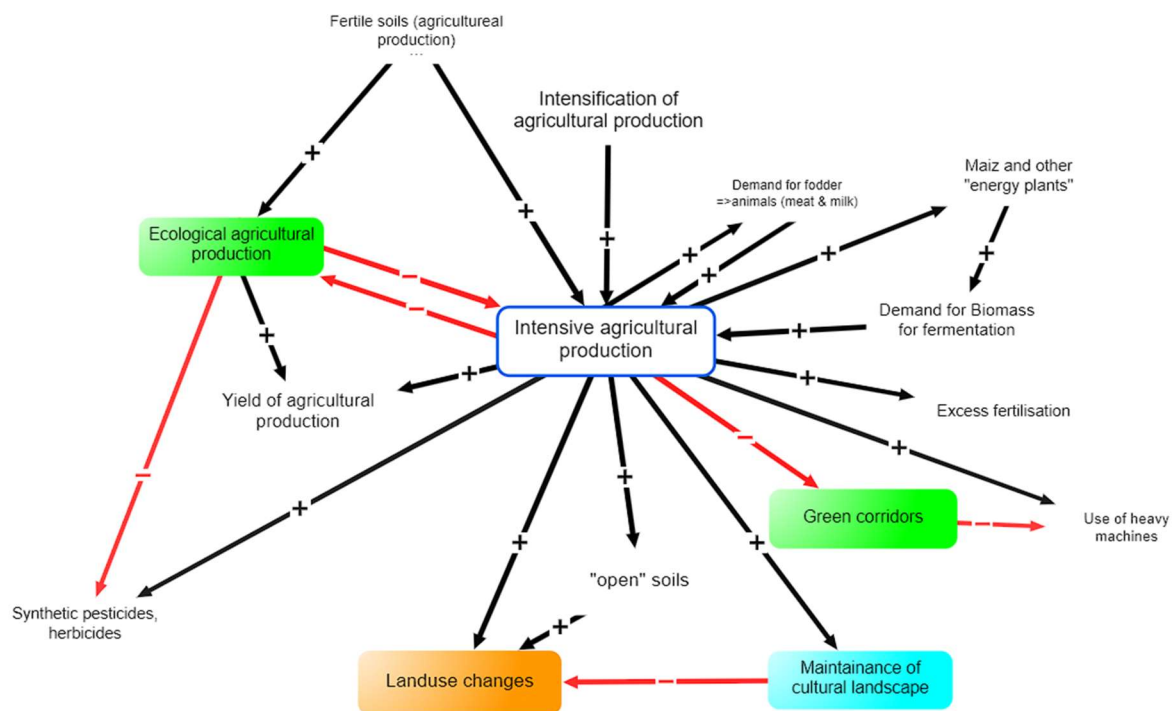 Fertile soils (agricultureal
production)
...
Intensification of
agricultural production
Maiz and other
"energy plants"
Demand for fodder
=>animals (meat & milk)
+
+
+
+
+
+
+
Ecological agricultural
production
−
−
Intensive agricultural
production
Demand for Biomass
for fermentation
+
+
+
+
Yield of agricultural
production
Excess fertilisation
−
+
−
+
+
Green corridors
−
Use of heavy
machines
+
+
"open" soils
Synthetic pesticides,
herbicides
+
Landuse changes
−
Maintainance of
cultural landscape